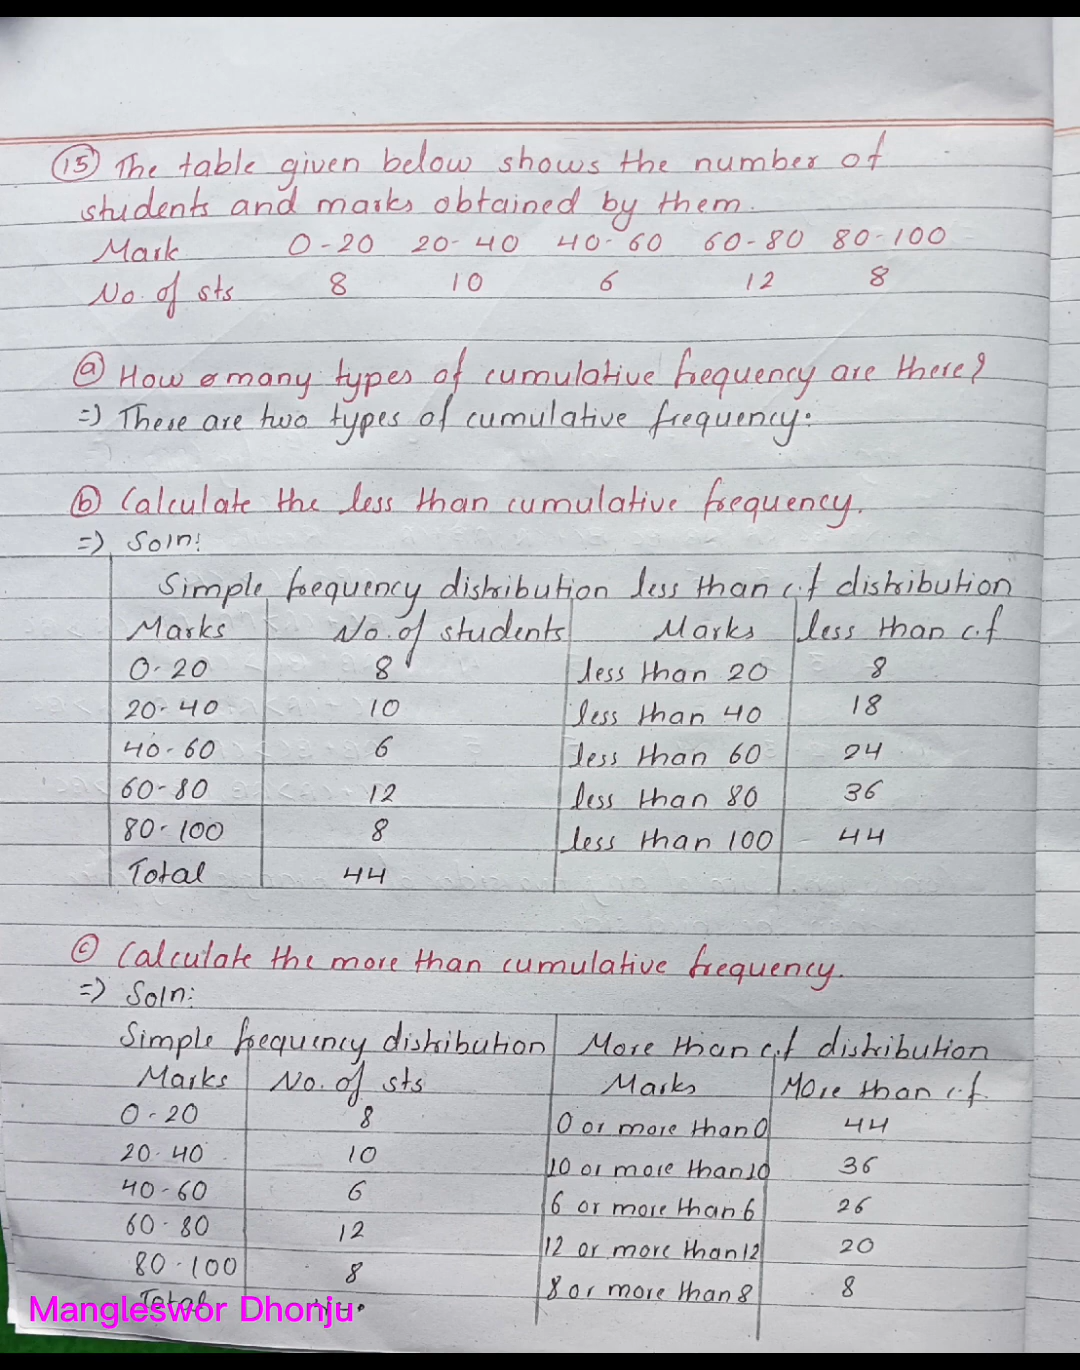 15 The table given below shows the number of
students and marks obtained by them.
Mark 0-20 20-40 40-60 60-80 80-100
No. of sts 8 10 6 12 8
a How many types of cumulative frequency are there?
=> There are two types of cumulative frequency.
b Calculate the less than cumulative frequency.
=> Soln:
Simple frequency distribution less than c.f distribution
Marks No. of students Marks less than c.f
0-20 8 less than 20 8
20-40 10 less than 40 18
40-60 6 less than 60 24
60-80 12 less than 80 36
80-100 8 less than 100 44
Total 44
c Calculate the more than cumulative frequency.
=> Soln:
Simple frequency distribution More than c.f distribution
Marks No. of sts Marks More than c.f.
0-20 8 0 or more than 0 44
20-40 10 10 or more than 10 36
40-60 6 6 or more than 6 26
60-80 12 12 or more than 12 20
80-100 8 8 or more than 8 8
Total
Mangleswor Dhonju